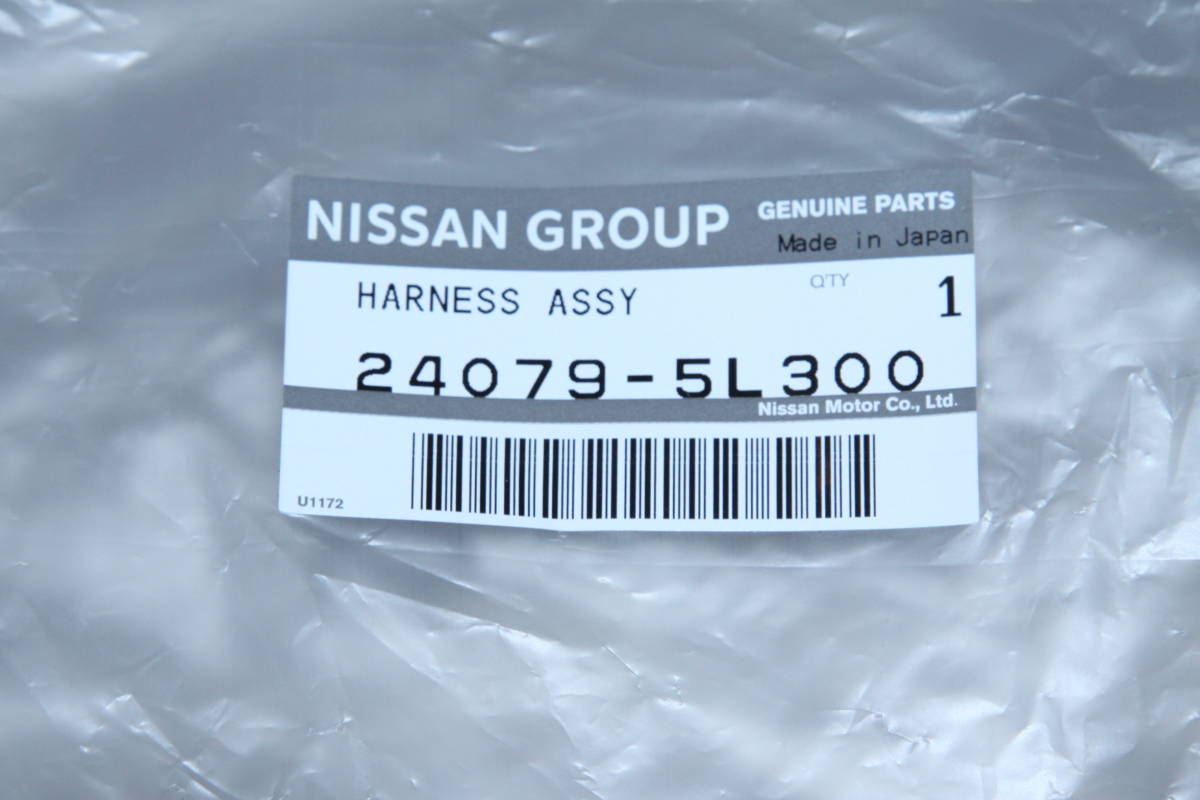 NISSAN GROUP GENUINE PARTS
Made in Japan
HARNESS ASSY Q'TY 1
24079-5L300
Nissan Motor Co., Ltd.
U1172